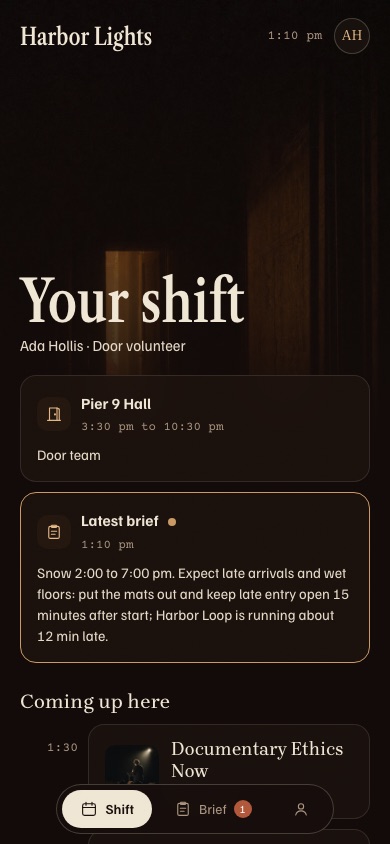 Harbor Lights
1:10 pm
AH
Your shift
Ada Hollis · Door volunteer
Pier 9 Hall
3:30 pm to 10:30 pm
Door team
Latest brief
1:10 pm
Snow 2:00 to 7:00 pm. Expect late arrivals and wet
floors: put the mats out and keep late entry open 15
minutes after start; Harbor Loop is running about
12 min late.
Coming up here
1:30
Documentary Ethics
Now
Shift
Brief
1